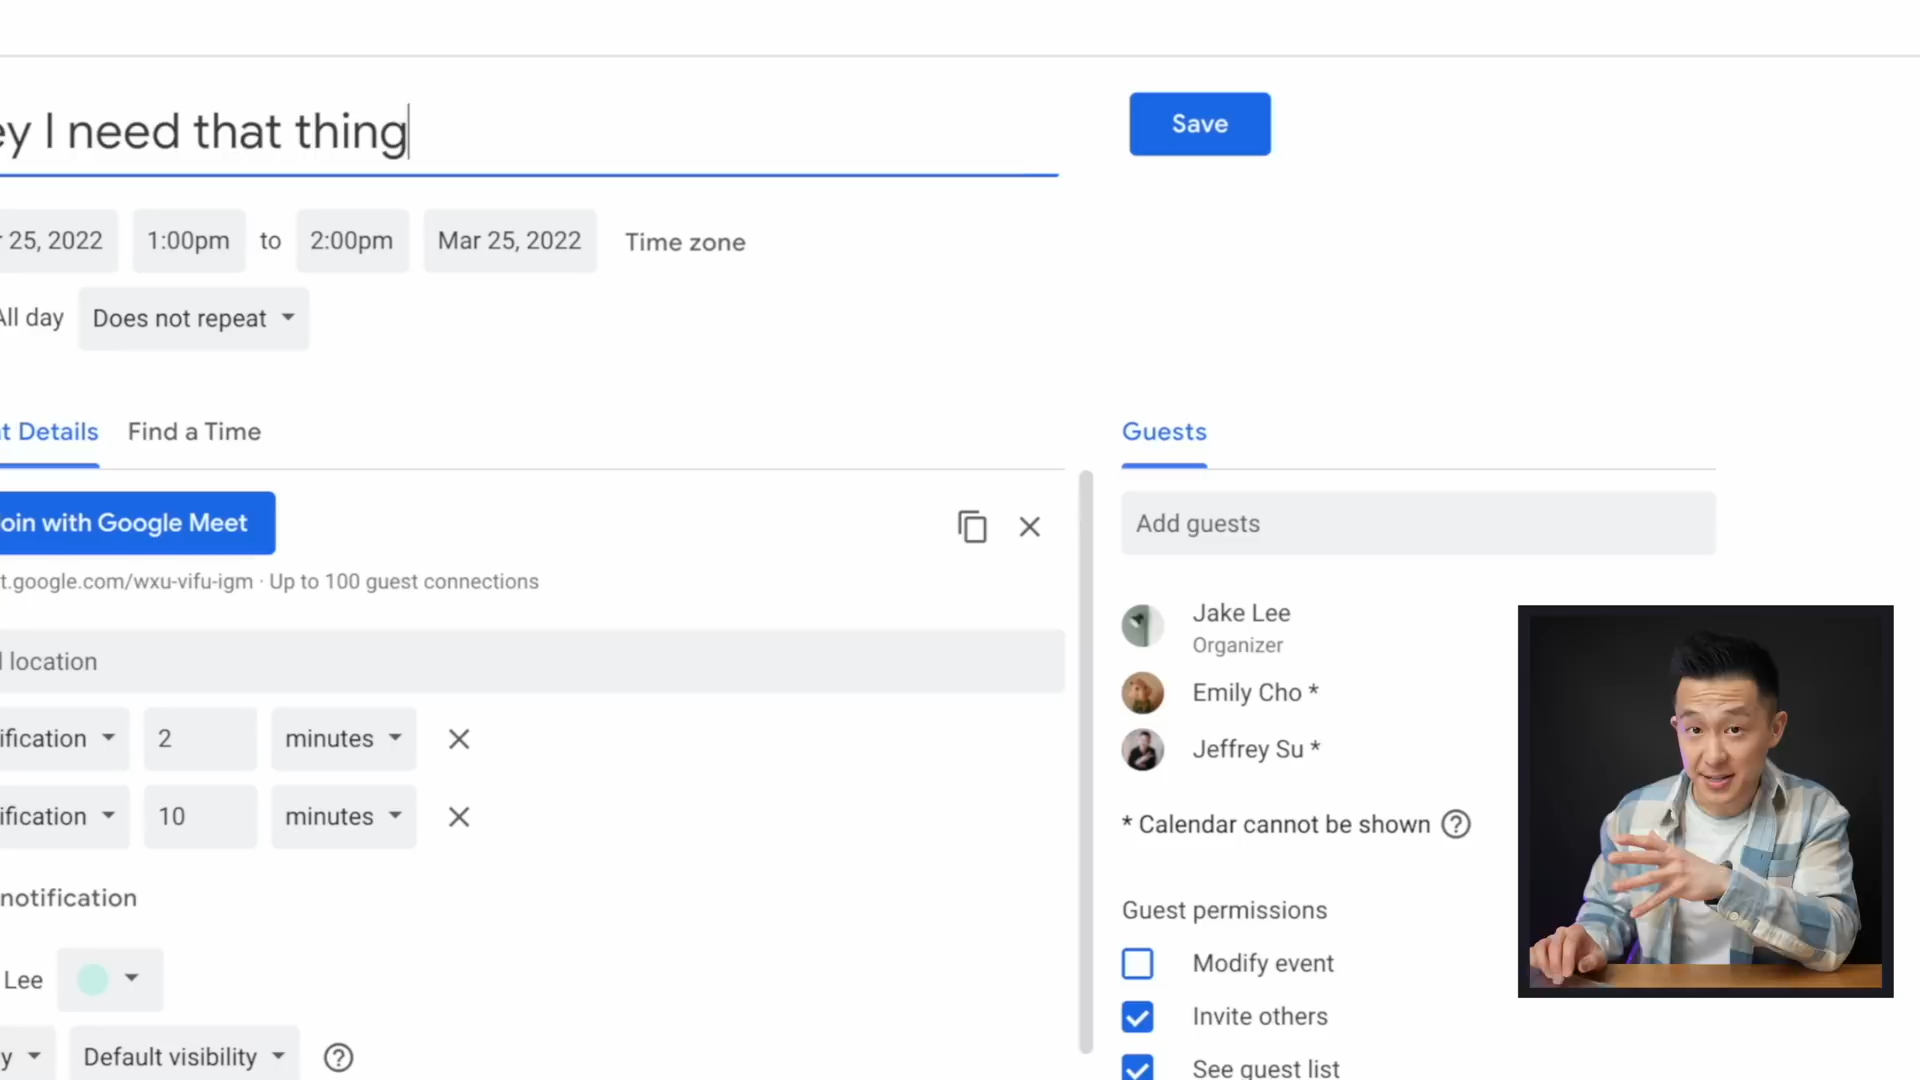 ey I need that thing
Save
r 25, 2022 1:00pm to 2:00pm Mar 25, 2022 Time zone
All day Does not repeat
t Details Find a Time
Guests
oin with Google Meet
Add guests
t.google.com/wxu-vifu-igm · Up to 100 guest connections
Jake Lee
Organizer
location
Emily Cho *
ification 2 minutes
Jeffrey Su *
ification 10 minutes
* Calendar cannot be shown
notification
Guest permissions
Lee
Modify event
Invite others
y Default visibility
See guest list